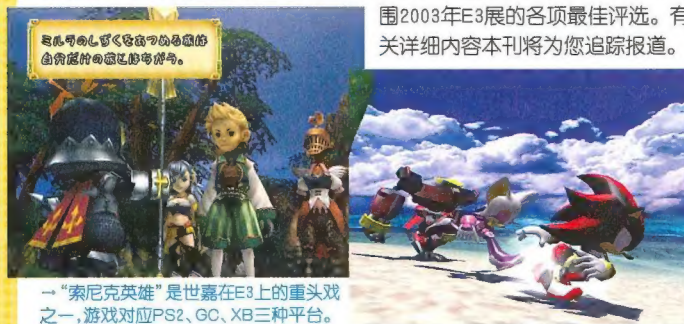 ミルラのしずくをあつめる旅は
自分だけの旅とはちがう。
围2003年E3展的各项最佳评选。有
关详细内容本刊将为您追踪报道。
→“索尼克英雄”是世嘉在E3上的重头戏
之一,游戏对应PS2、GC、XB三种平台。